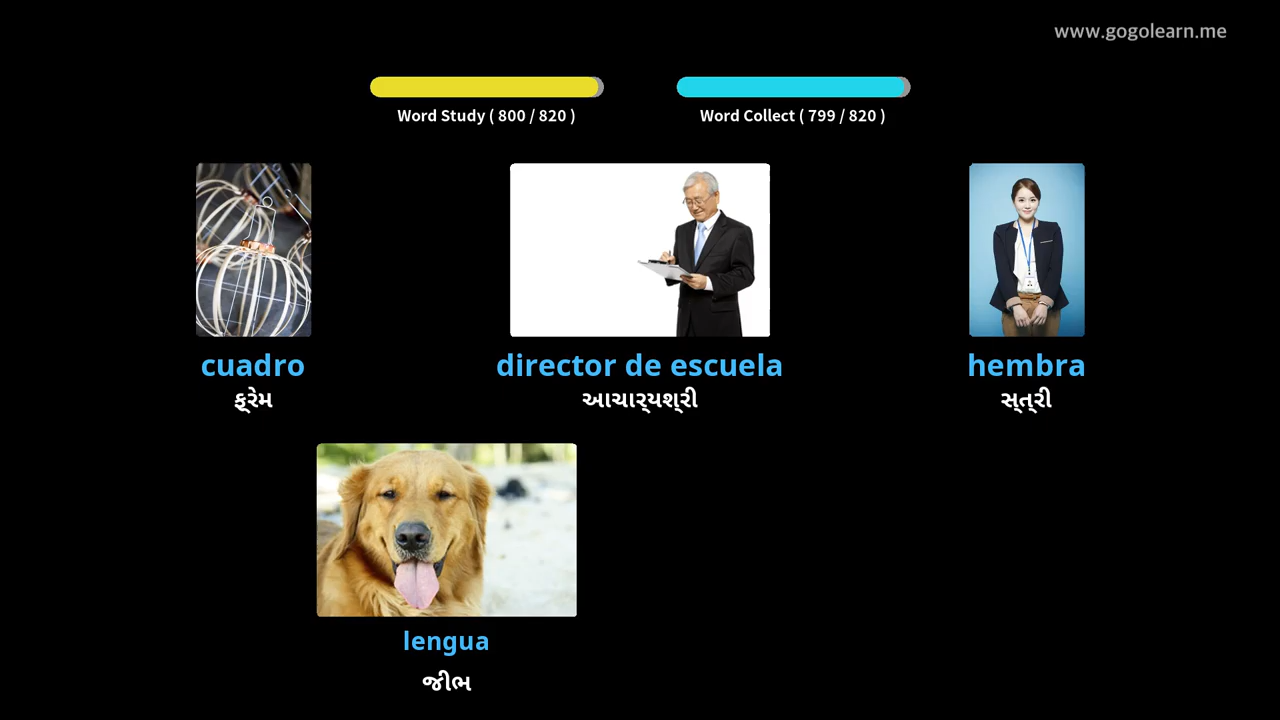 www.gogolearn.me
Word Study ( 800 / 820 )
Word Collect ( 799 / 820 )
cuadro
director de escuela
hembra
ફ્રેમ
આચાર્યશ્રી
સ્ત્રી
lengua
જીભ